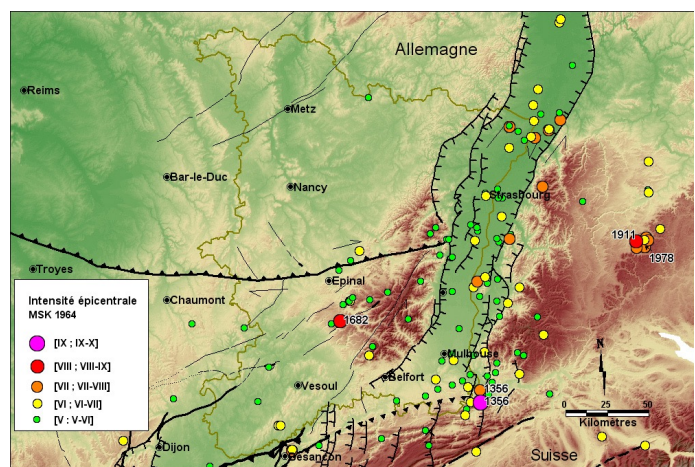 Allemagne
Reims
Metz
Bar-le-Duc
Nancy
Strasbourg
1911
1978
Troyes
Epinal
Intensité épicentrale
MSK 1964
[IX ; IX-X]
[VIII ; VIII-IX]
[VII ; VII-VIII]
[VI ; VI-VII]
[V : V-VI]
Chaumont
1682
Mulhouse
Belfort
Vesoul
1356
1356
N
0 25 50
Kilomètres
Dijon
Besançon
Suisse